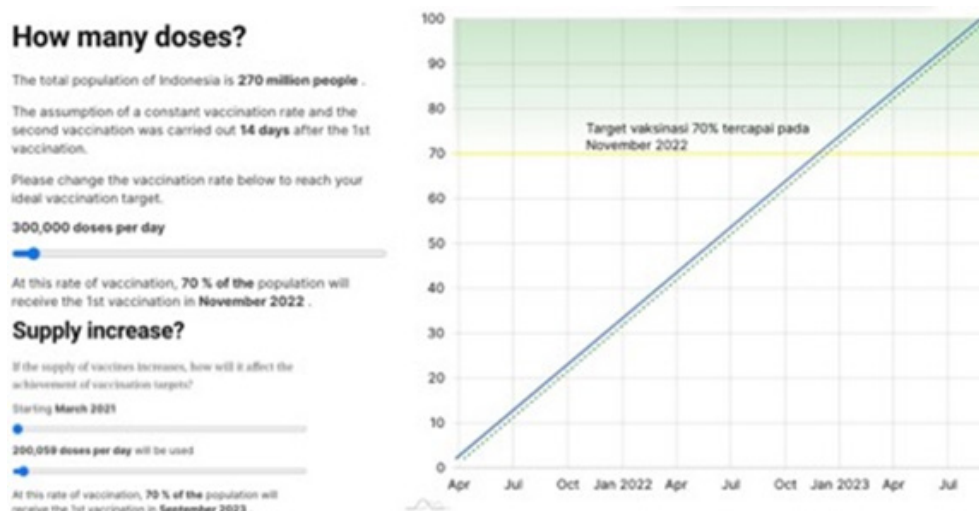 How many doses?
The total population of Indonesia is 270 million people .
The assumption of a constant vaccination rate and the
second vaccination was carried out 14 days after the 1st
vaccination.
Please change the vaccination rate below to reach your
ideal vaccination target.
300,000 doses per day
At this rate of vaccination, 70 % of the population will
receive the 1st vaccination in November 2022 .
Supply increase?
If the supply of vaccines increases, how will it affect the
achievement of vaccination targets?
Starting March 2021
200,059 doses per day will be used
At this rate of vaccination, 70 % of the population will
receive the 1st vaccination in September 2023
100
90
80
Target vaksinasi 70% tercapai pada
November 2022
70
60
50
40
30
20
10
0
Apr Jul Oct Jan 2022 Apr Jul Oct Jan 2023 Apr Jul